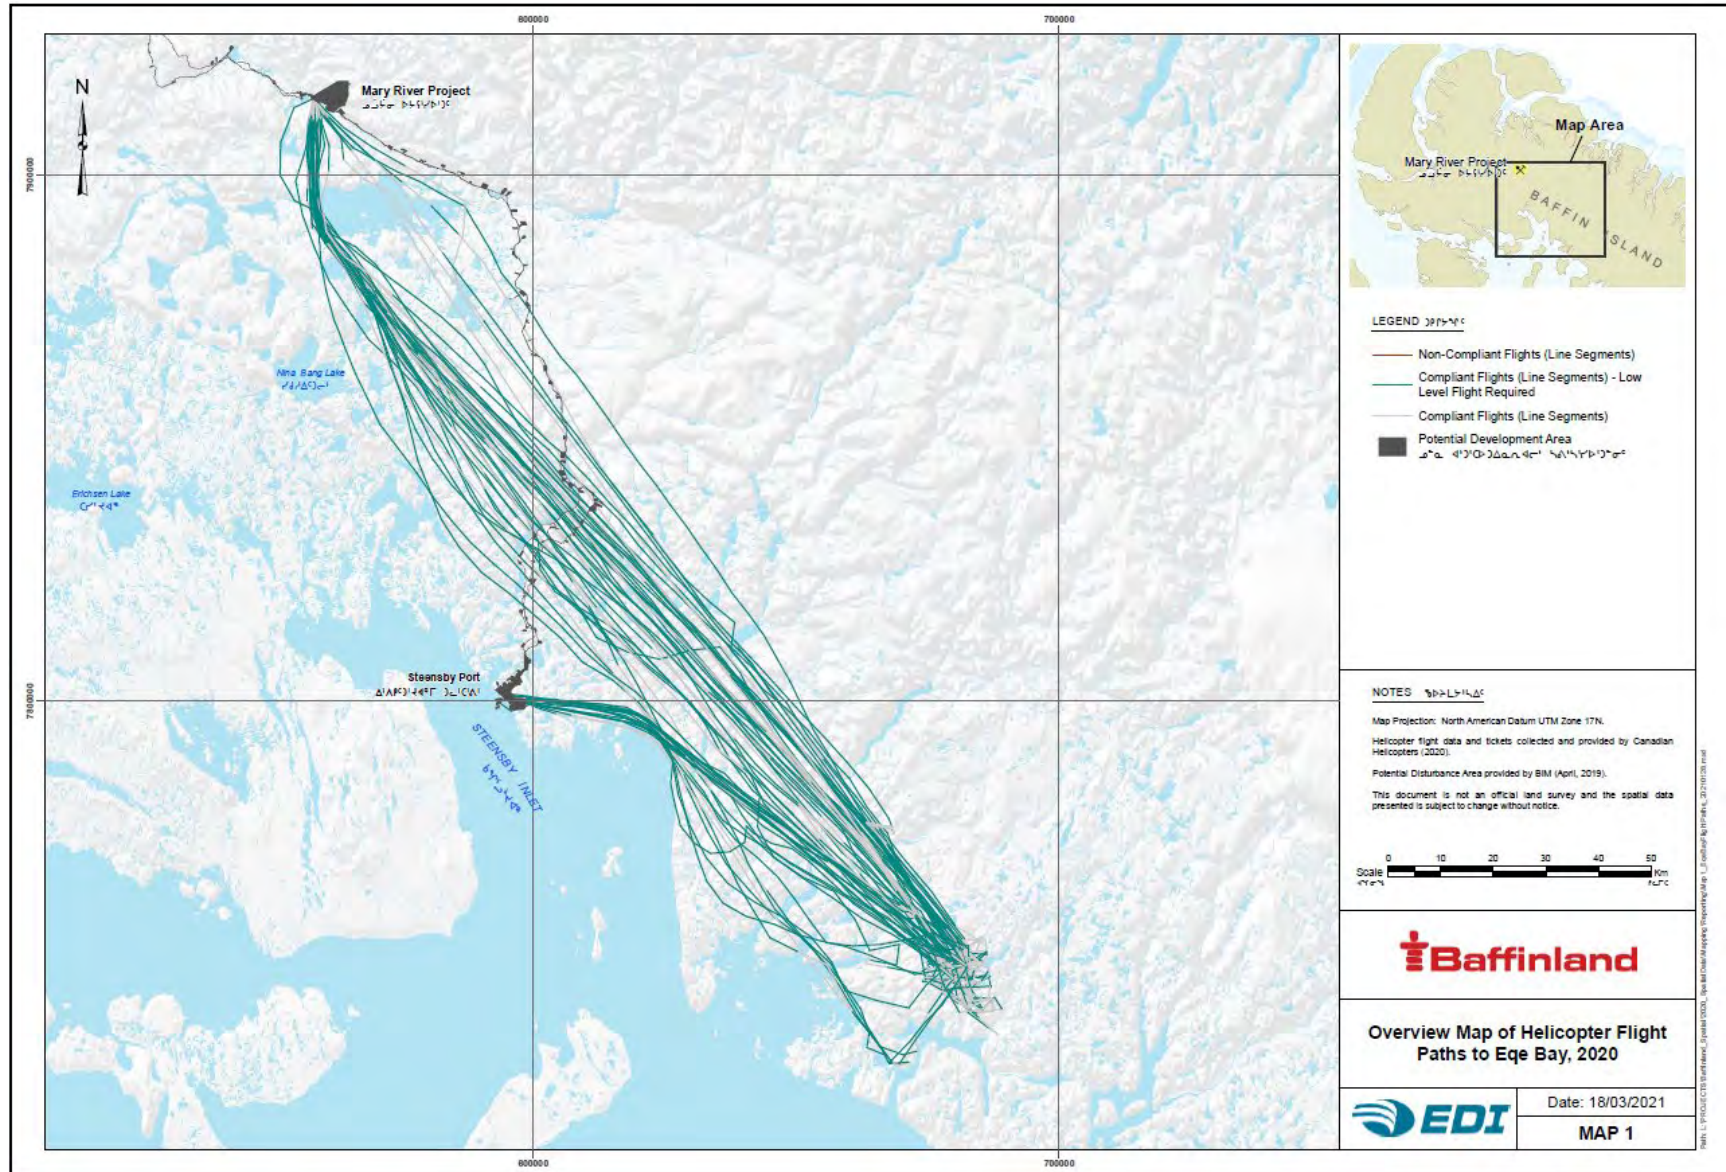 600000
700000
N
Mary River Project
7900000
Nina Bang Lake
Erichsen Lake
Steensby Port
7800000
STEENSBY INLET
600000
700000
Map Area
Mary River Project
BAFFIN ISLAND
LEGEND
Non-Compliant Flights (Line Segments)
Compliant Flights (Line Segments) - Low
Level Flight Required
Compliant Flights (Line Segments)
Potential Development Area
NOTES
Map Projection: North American Datum UTM Zone 17N.
Helicopter flight data and tickets collected and provided by Canadian
Helicopters (2020).
Potential Disturbance Area provided by BIM (April, 2019).
This document is not an official land survey and the spatial data
presented is subject to change without notice.
0 10 20 30 40 50
Scale Km
Baffinland
Overview Map of Helicopter Flight
Paths to Eqe Bay, 2020
EDI
Date: 18/03/2021
MAP 1